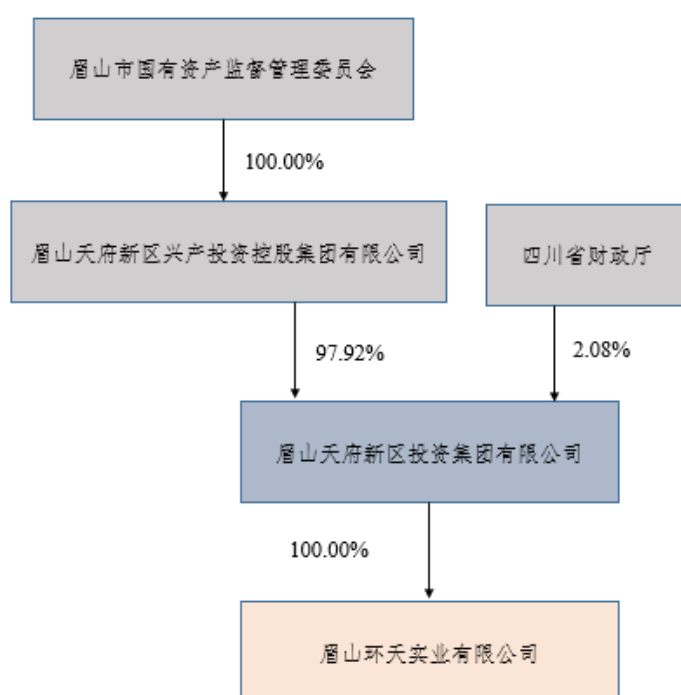 眉山市国有资产监督管理委员会
100.00%
眉山天府新区兴产投资控股集团有限公司
四川省财政厅
97.92%
2.08%
眉山天府新区投资集团有限公司
100.00%
眉山环天实业有限公司